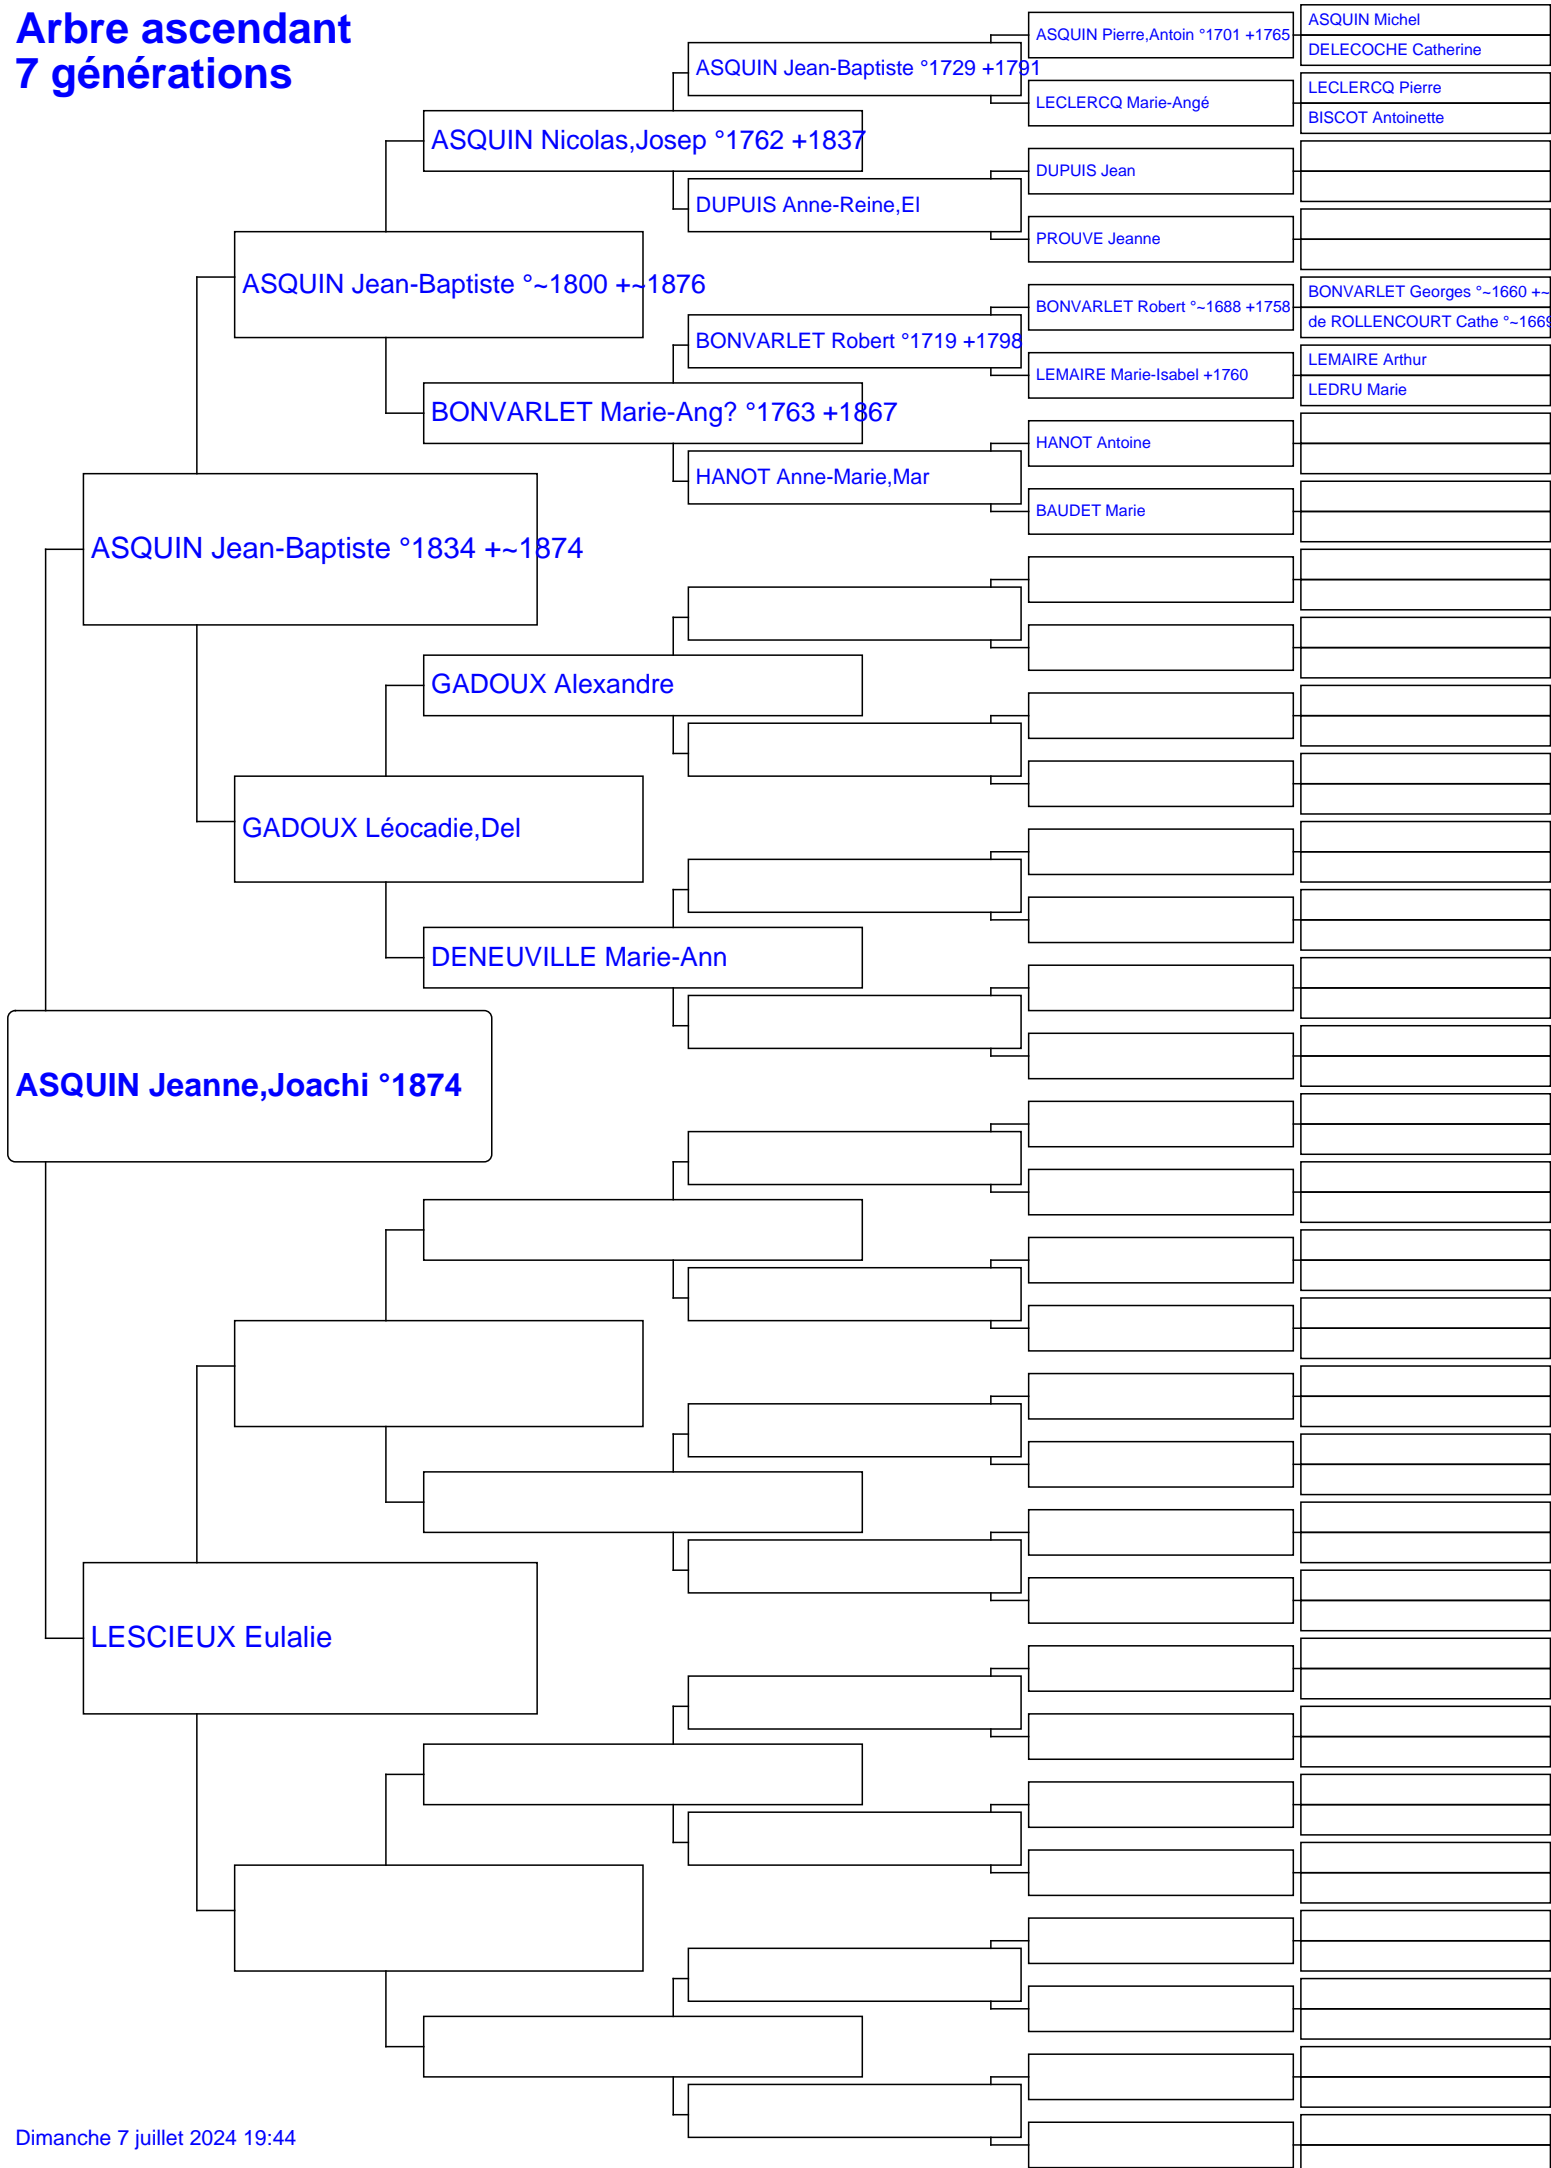 Arbre ascendant
7 générations
ASQUIN Pierre,Antoin °1701 +1765
ASQUIN Michel
DELECOCHE Catherine
ASQUIN Jean-Baptiste °1729 +1791
LECLERCQ Marie-Angé
LECLERCQ Pierre
BISCOT Antoinette
ASQUIN Nicolas,Josep °1762 +1837
DUPUIS Jean
DUPUIS Anne-Reine,El
PROUVE Jeanne
ASQUIN Jean-Baptiste °~1800 +~1876
BONVARLET Robert °~1688 +1758
BONVARLET Georges °~1660 +~
de ROLLENCOURT Cathe °~1669
BONVARLET Robert °1719 +1798
LEMAIRE Marie-Isabel +1760
LEMAIRE Arthur
LEDRU Marie
BONVARLET Marie-Ang? °1763 +1867
HANOT Antoine
HANOT Anne-Marie,Mar
BAUDET Marie
ASQUIN Jean-Baptiste °1834 +~1874
GADOUX Alexandre
GADOUX Léocadie,Del
DENEUVILLE Marie-Ann
ASQUIN Jeanne,Joachi °1874
LESCIEUX Eulalie
Dimanche 7 juillet 2024 19:44